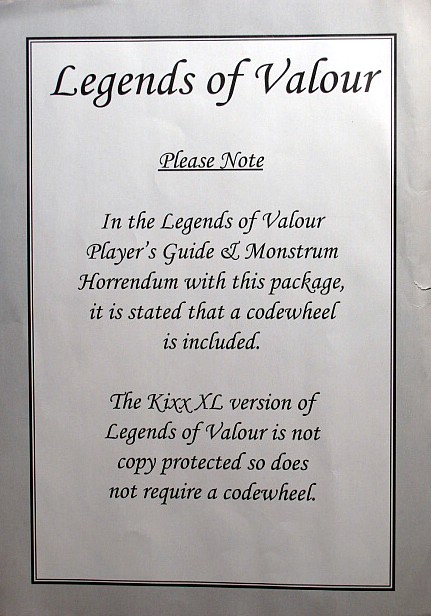 Legends of Valour
Please Note
In the Legends of Valour
Player's Guide & Monstrum
Horrendum with this package,
it is stated that a codewheel
is included.
The Kixx XL version of
Legends of Valour is not
copy protected so does
not require a codewheel.